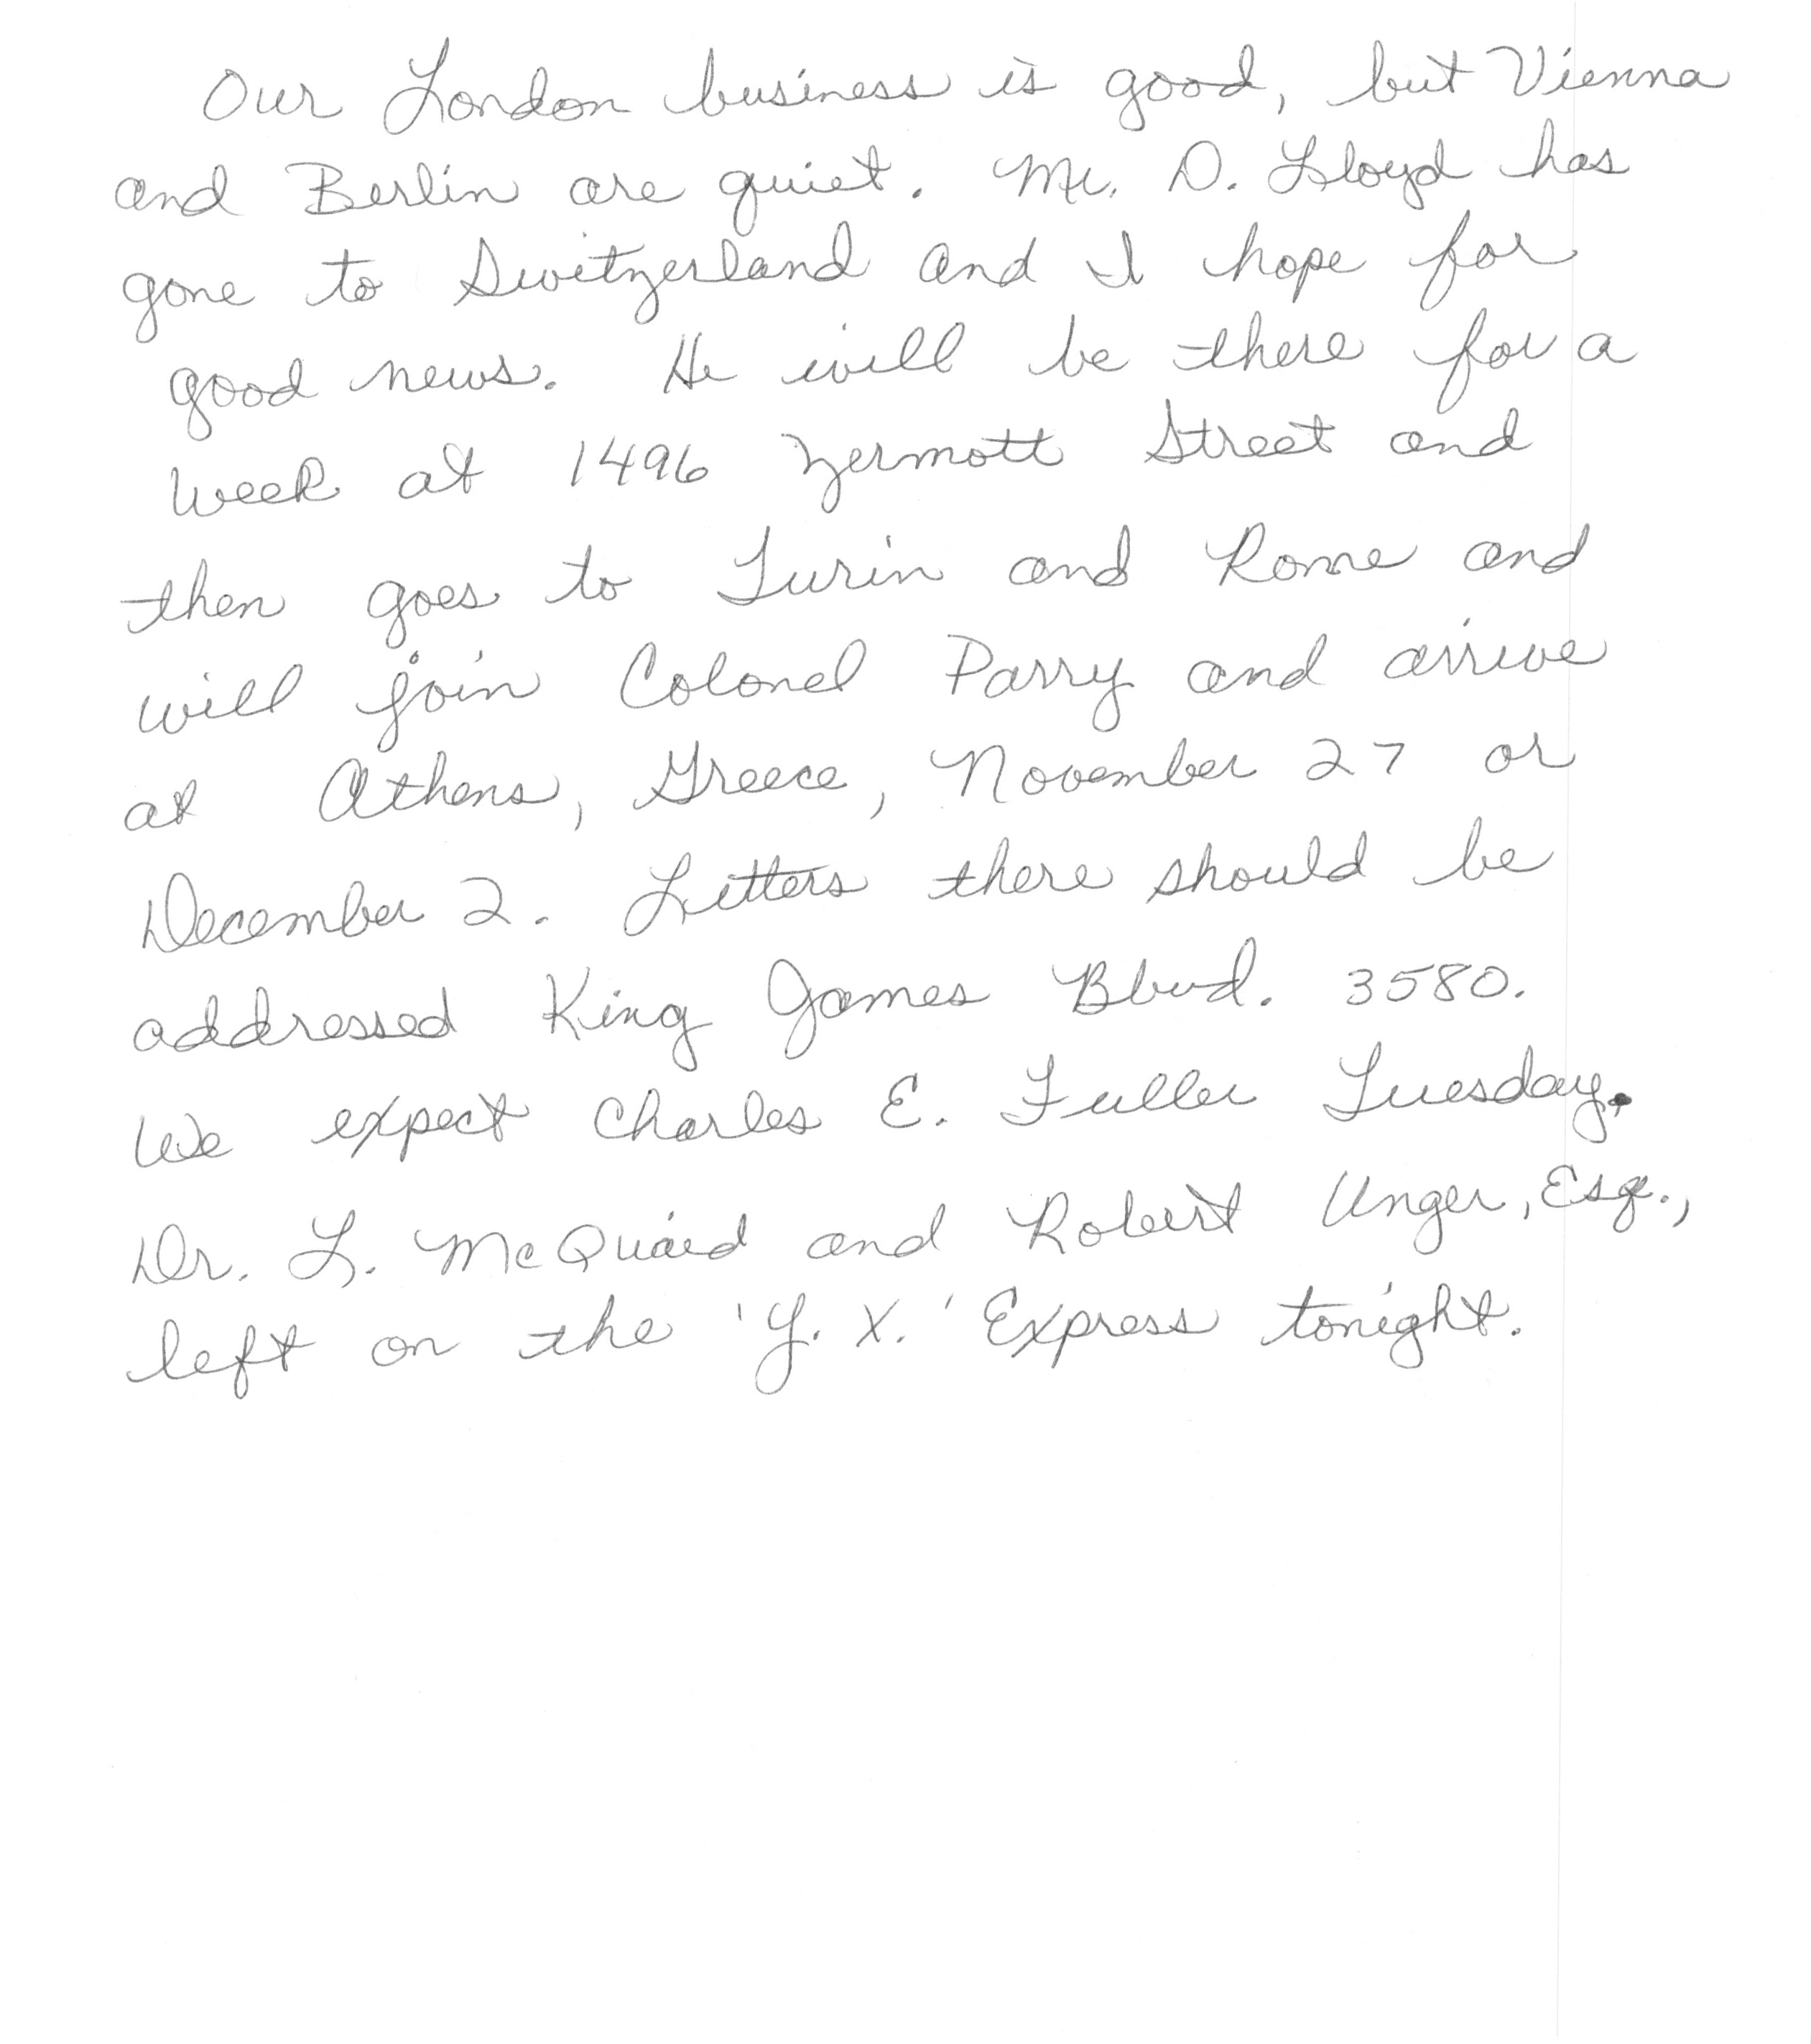 Our London business is good, but Vienna
and Berlin are quiet. Mr. D. Lloyd has
gone to Switzerland and I hope for
good news. He will be there for a
week at 1496 Zermott Street and
then goes to Turin and Rome and
will join Colonel Parry and arrive
at Athens, Greece, November 27 or
December 2. Letters there should be
addressed King James Blvd. 3580.
We expect Charles E. Fuller Tuesday.
Dr. L. McQuaid and Robert Unger, Esq.,
left on the 'Y. X.' Express tonight.